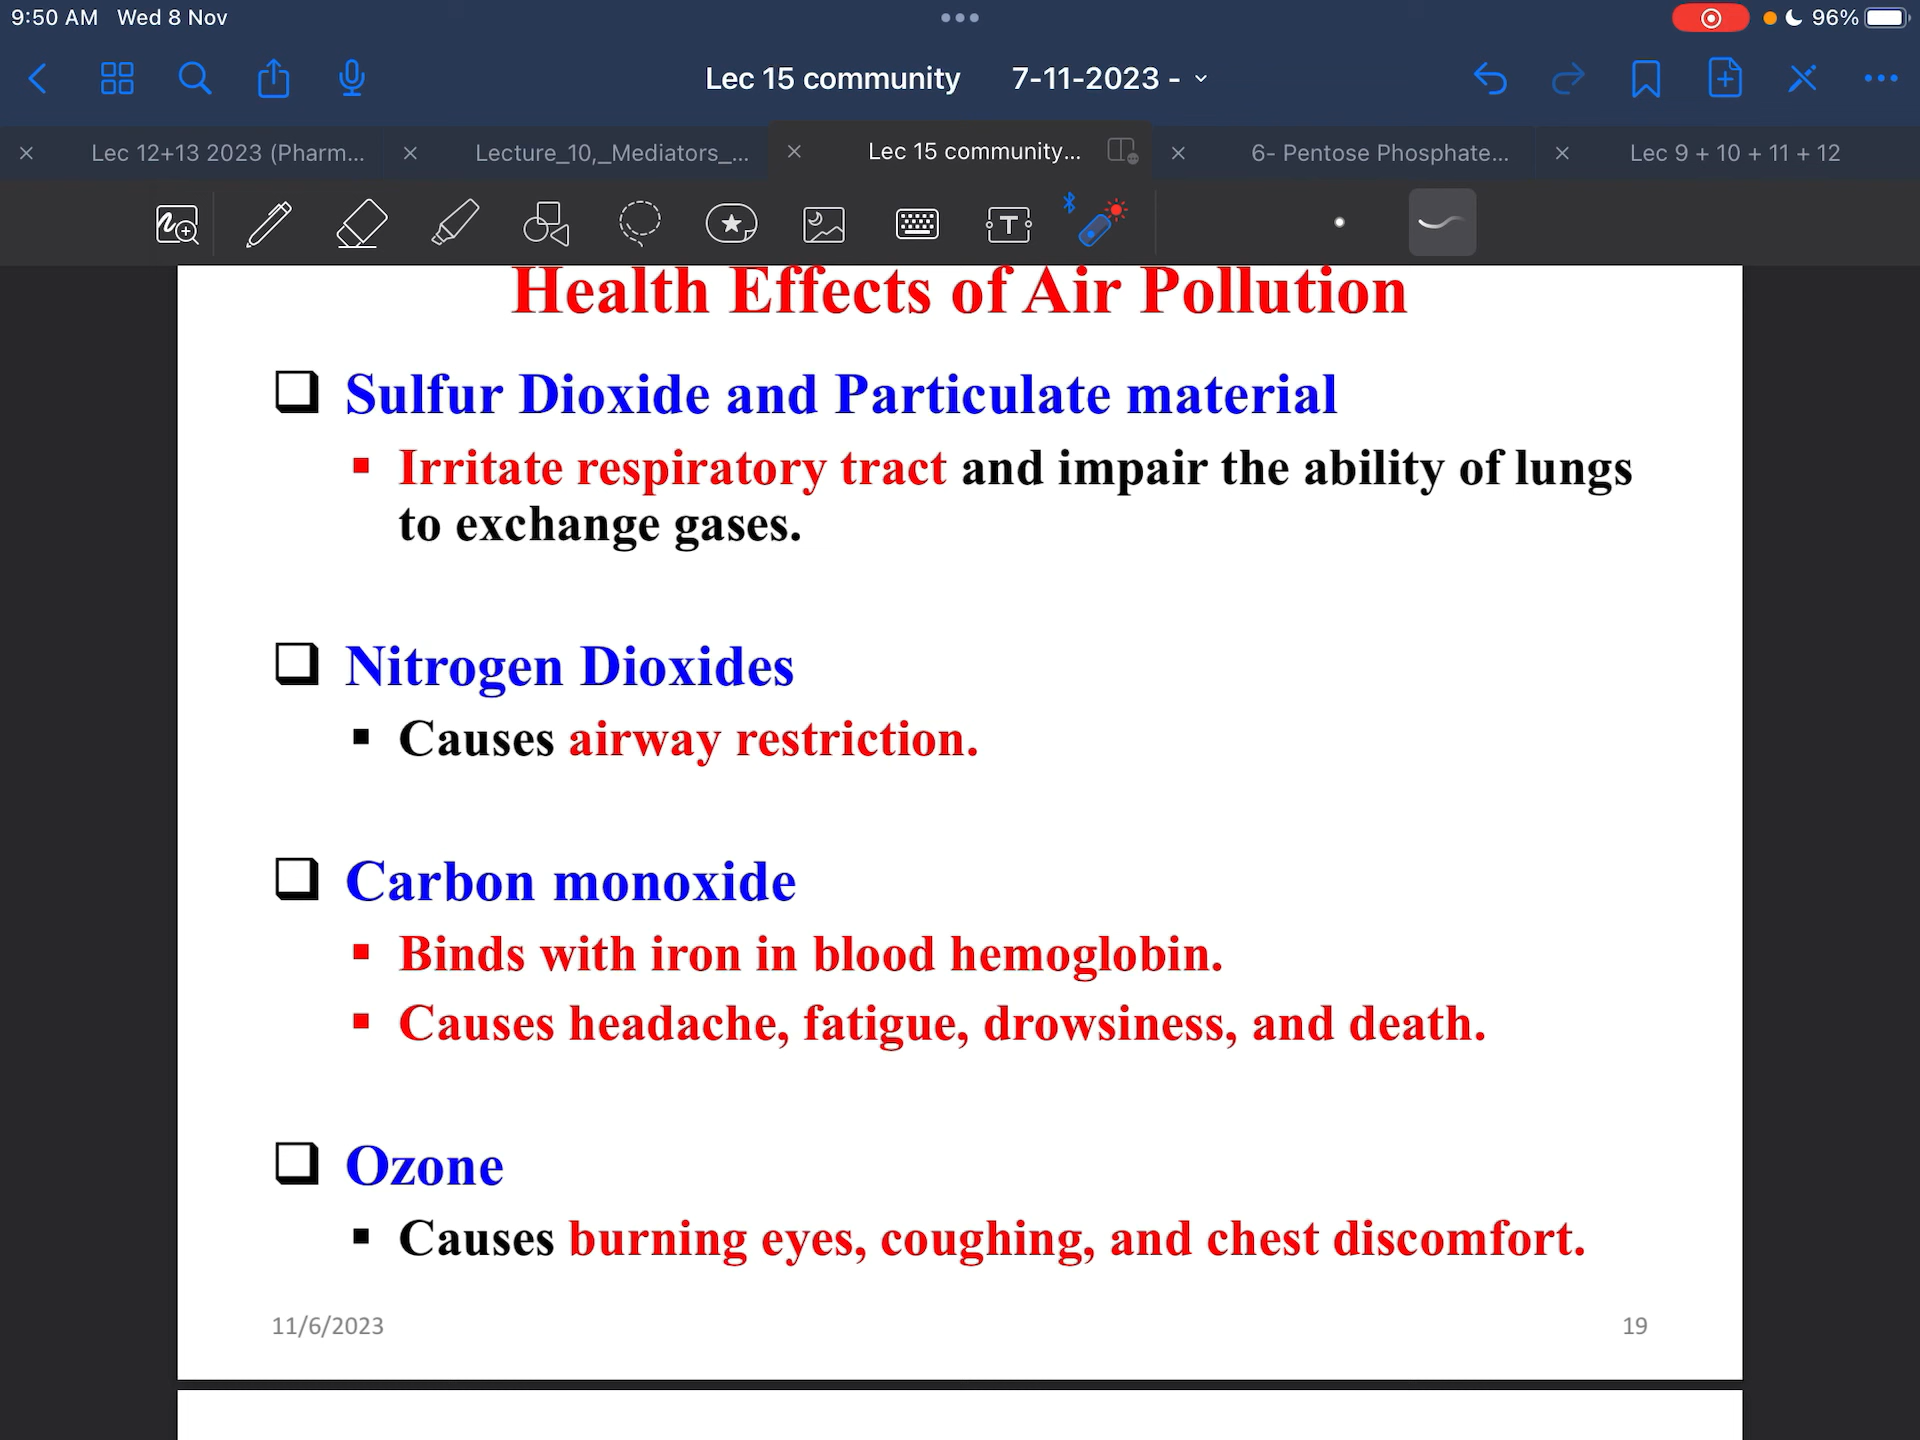 9:50 AM Wed 8 Nov
96%
Lec 15 community 7-11-2023 -
Lec 12+13 2023 (Pharm...
Lecture_10,_Mediators_...
Lec 15 community...
6- Pentose Phosphate...
Lec 9 + 10 + 11 + 12
T
Health Effects of Air Pollution
Sulfur Dioxide and Particulate material
Irritate respiratory tract and impair the ability of lungs
to exchange gases.
Nitrogen Dioxides
Causes airway restriction.
Carbon monoxide
Binds with iron in blood hemoglobin.
Causes headache, fatigue, drowsiness, and death.
Ozone
Causes burning eyes, coughing, and chest discomfort.
11/6/2023
19